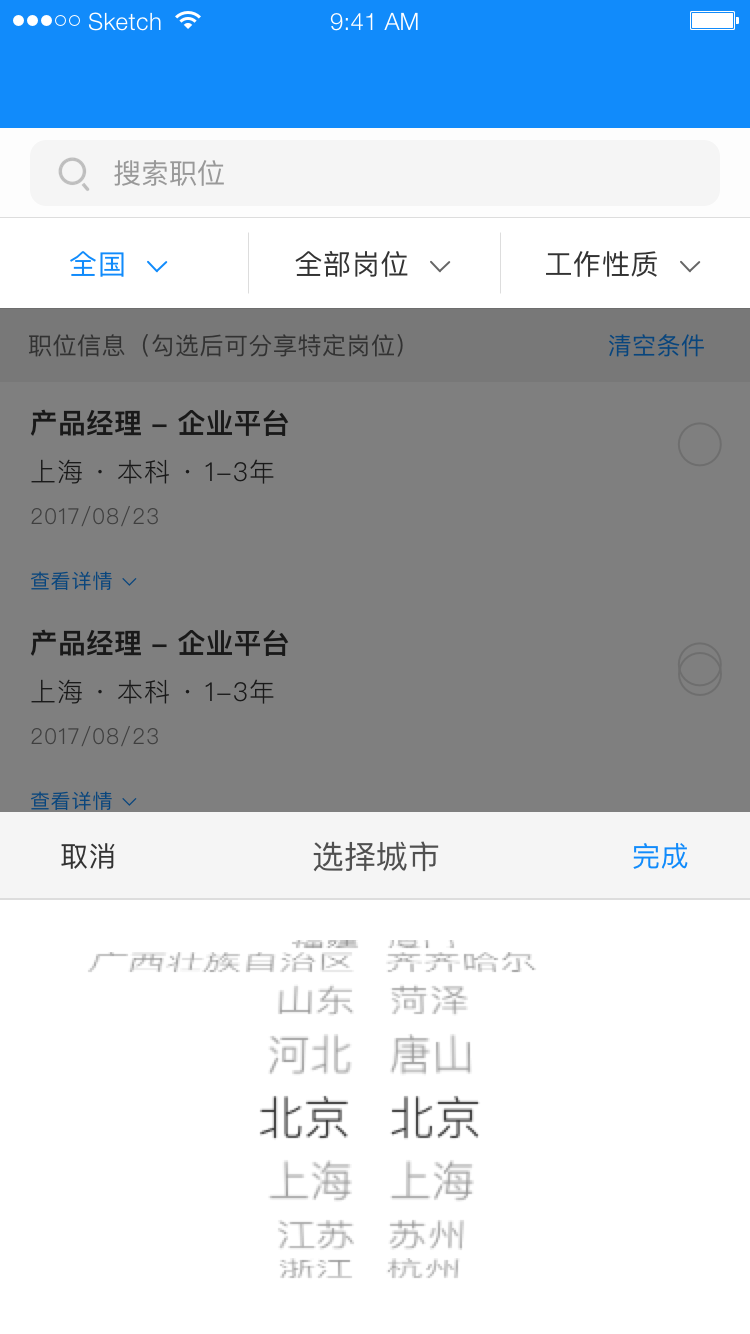 Sketch 9:41 AM
搜索职位
全国 全部岗位 工作性质
职位信息（勾选后可分享特定岗位） 清空条件
产品经理 – 企业平台
上海 · 本科 · 1–3年
2017/08/23
查看详情
产品经理 – 企业平台
上海 · 本科 · 1–3年
2017/08/23
查看详情
取消 选择城市 完成
福建 厦门
广西壮族自治区 齐齐哈尔
山东 菏泽
河北 唐山
北京 北京
上海 上海
江苏 苏州
浙江 杭州